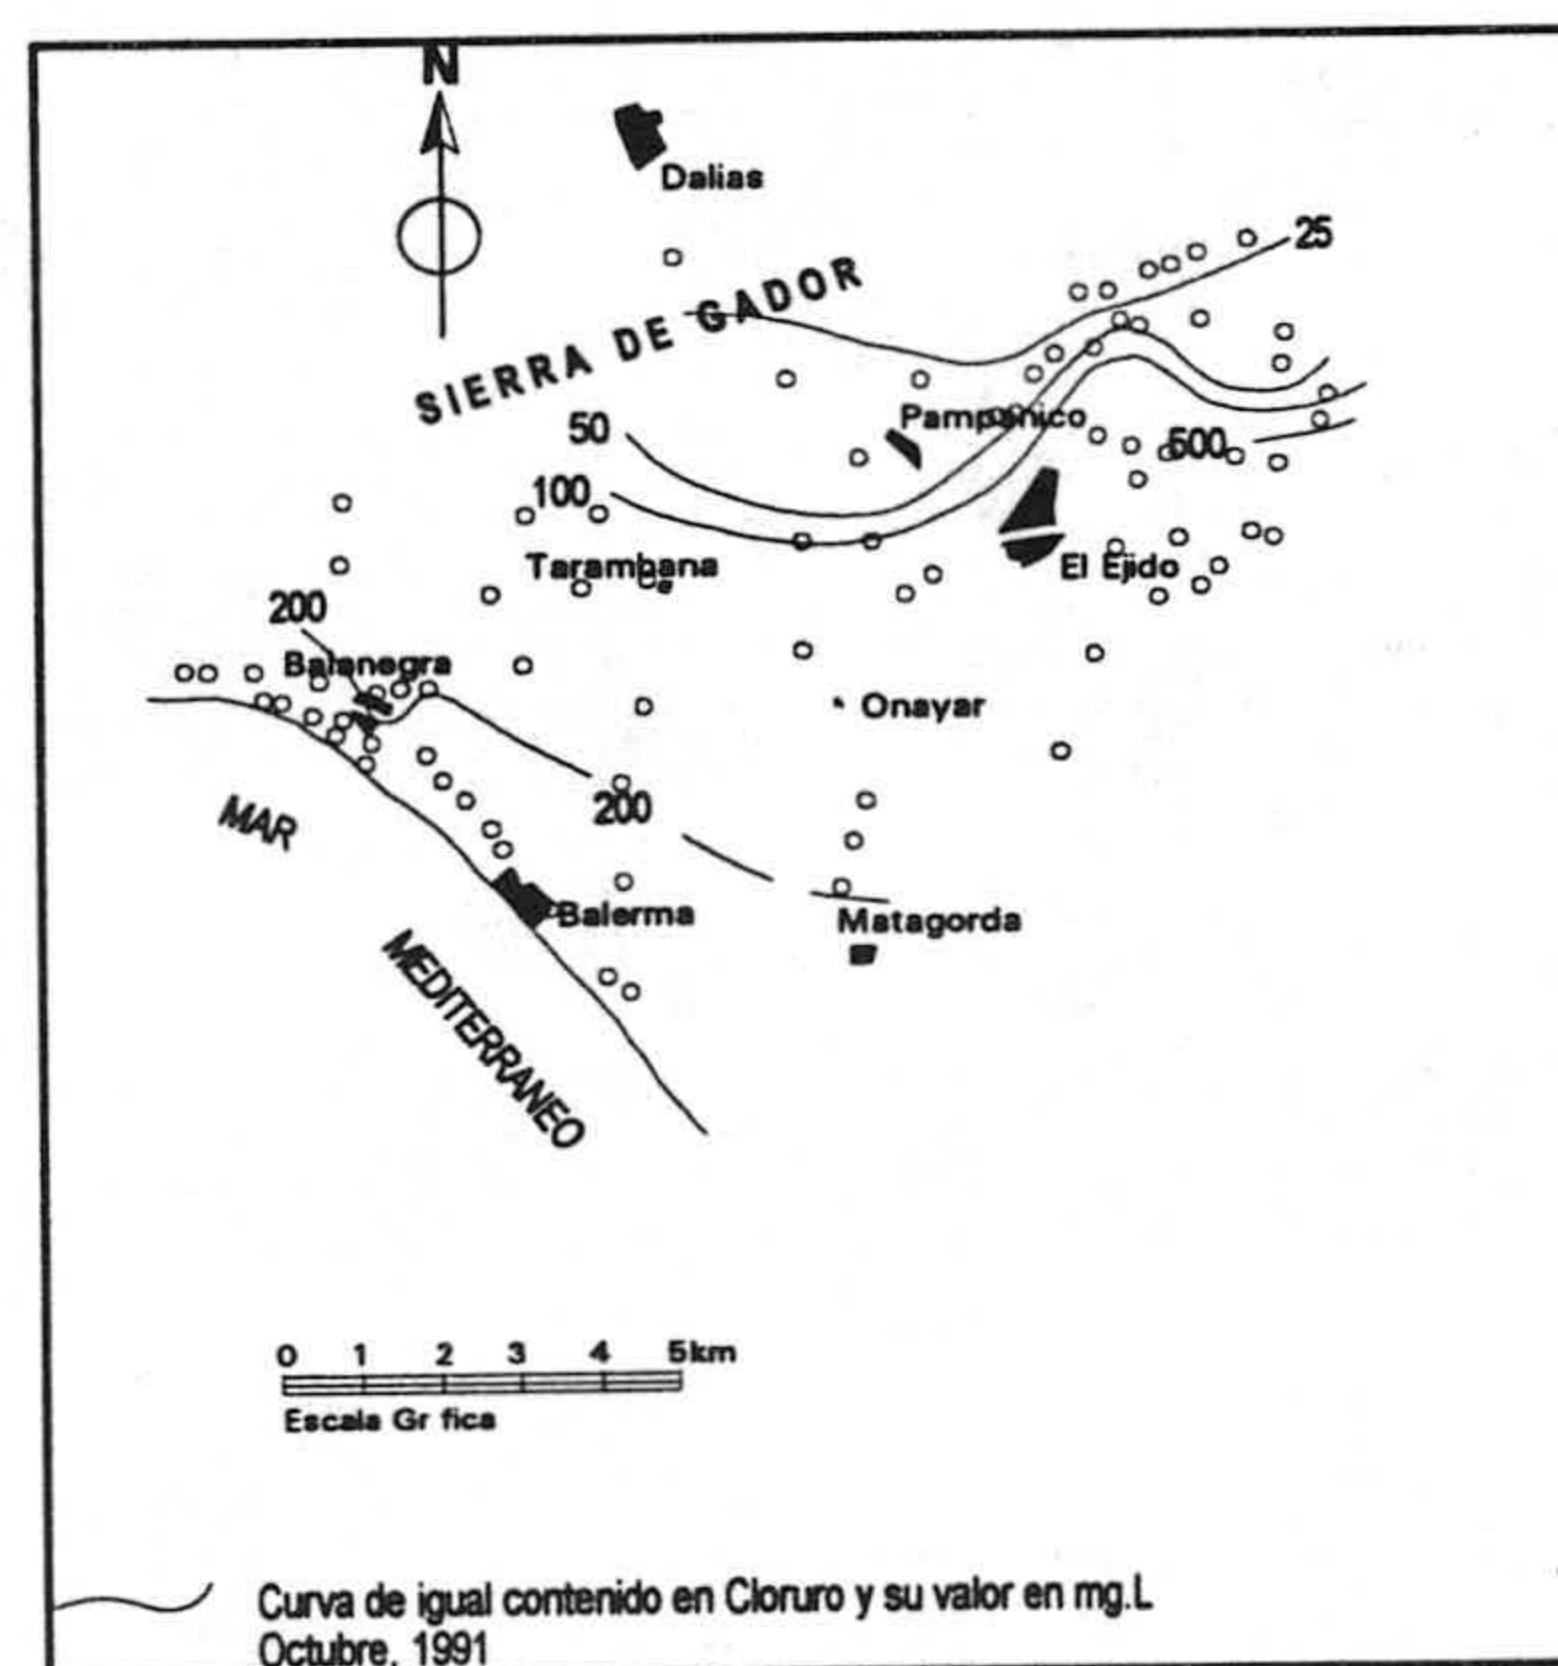 N
Dalias
25
SIERRA DE GADOR
50
Pampanico
500
100
Tarambana
El Ejido
200
Balanegra
Onayar
MAR
200
Balerma
Matagorda
MEDITERRANEO
0 1 2 3 4 5km
Escala Gr fica
Curva de igual contenido en Cloruro y su valor en mg.L
Octubre, 1991